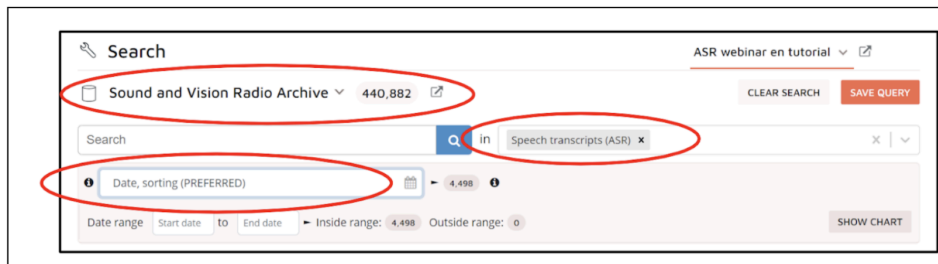 Search
ASR webinar en tutorial
Sound and Vision Radio Archive 440,882
CLEAR SEARCH SAVE QUERY
Search in Speech transcripts (ASR) x
Date, sorting (PREFERRED) 4,498
Date range Start date to End date ► Inside range: 4,498 Outside range: 0
SHOW CHART